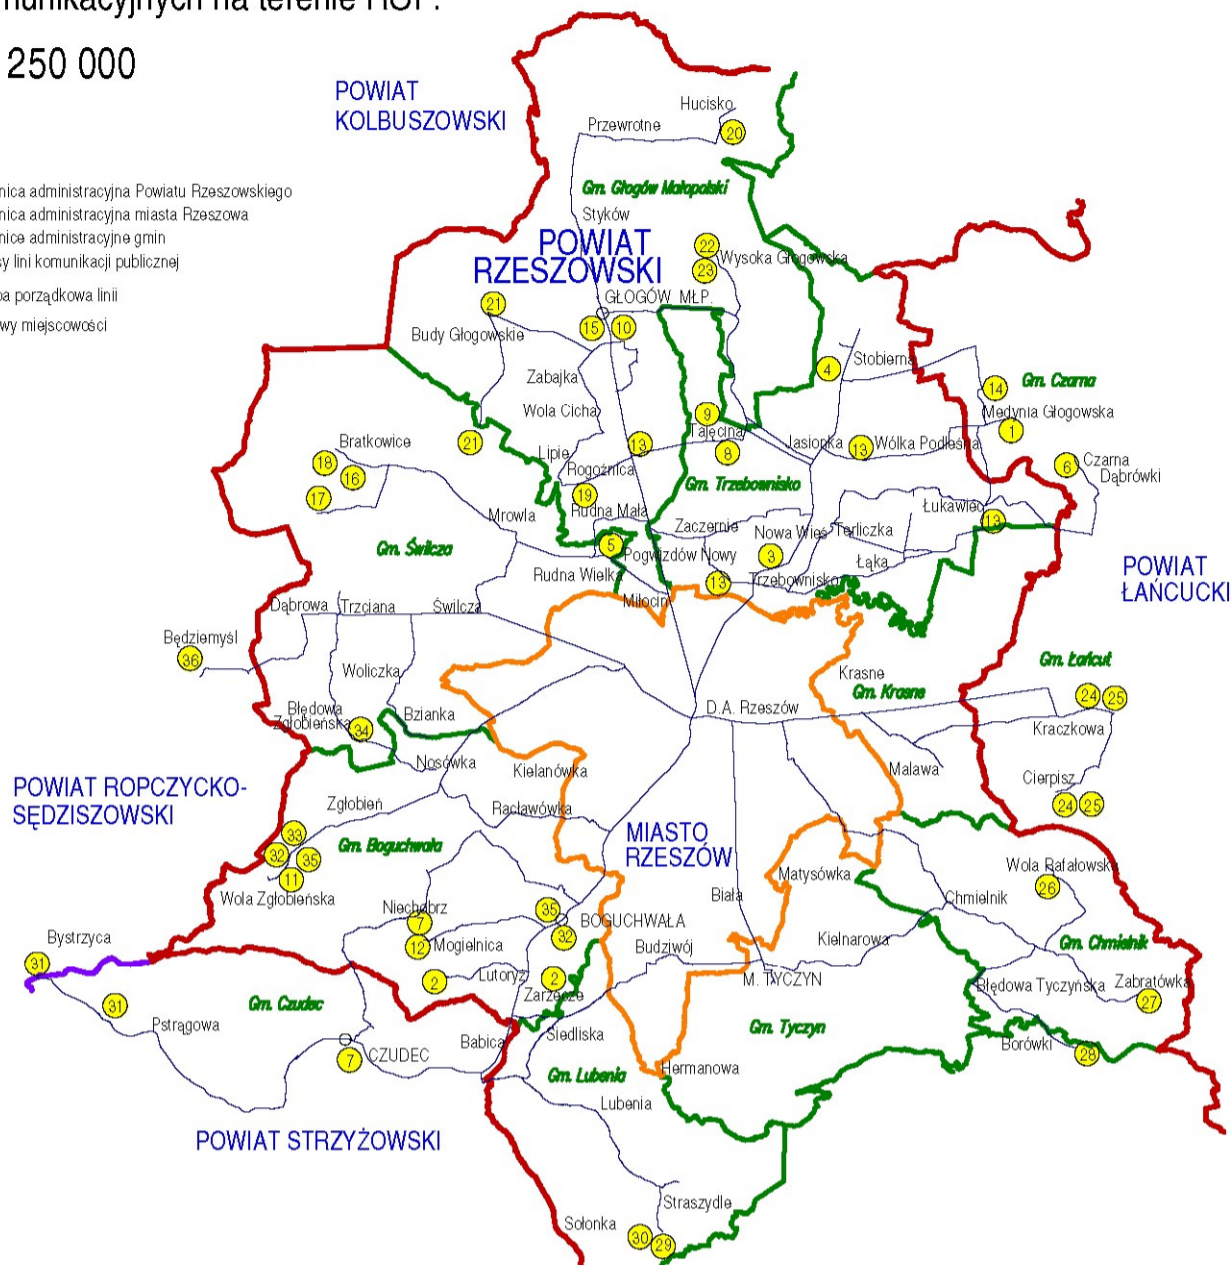 munikacyjnych na terenie ROF.
250 000
nica administracyjna Powiatu Rzeszowskiego
nica administracyjna miasta Rzeszowa
nice administracyjne gmin
sy lini komunikacji publicznej
ba porządkowa linii
wy miejscowości
POWIAT
KOLBUSZOWSKI
Hucisko
Przewrotne
20
Gm. Głogów Małopolski
Styków
POWIAT
RZESZOWSKI
22
Wysoka Głogowska
23
GŁOGÓW MŁP.
21
15
10
Budy Głogowskie
Zabajka
Wola Cicha
4
Stobierna
Gm. Czarna
14
Medynia Głogowska
1
9
Tajęcina
8
Jasionka
13
Wólka Podleśna
21
Bratkowice
18
16
17
Lipie
13
Rogoźnica
19
Gm. Trzebownisko
6
Czarna
Dąbrówki
Mrowla
Rudna Mała
Zaczernie
Nowa Wieś
Terliczka
Łukawiec
13
Gm. Świlcza
5
Pogwizdów Nowy
3
Łąka
Rudna Wielka
13
Trzebownisko
POWIAT
ŁAŃCUCKI
Miłocin
Dąbrowa
Trzciana
Świlcza
Będziemyśl
36
Woliczka
Krasne
Gm. Krasne
Gm. Łańcut
24
25
Błędowa
Zgłobieńska
34
Bzianka
D.A. Rzeszów
Kraczkowa
Nosówka
Kielanówka
Malawa
Cierpisz
24
25
POWIAT ROPCZYCKO-
SĘDZISZOWSKI
Zgłobień
Racławówka
33
32
35
11
Gm. Boguchwała
MIASTO
RZESZÓW
Wola Zgłobieńska
Matysówka
Wola Rafałowska
26
Biała
Chmielnik
Niechobrz
7
35
BOGUCHWAŁA
32
12
Mogielnica
Budziwój
Kielnarowa
Gm. Chmielnik
Bystrzyca
31
2
Lutoryż
2
Zarzecze
M. TYCZYN
Błędowa Tyczyńska
Zabratówka
27
31
Pstrągowa
Gm. Czudec
Gm. Tyczyn
Siedliska
Babica
Borówki
28
CZUDEC
7
Gm. Lubenia
Hermanowa
Lubenia
POWIAT STRZYŻOWSKI
Straszydle
Sołonka
30
29